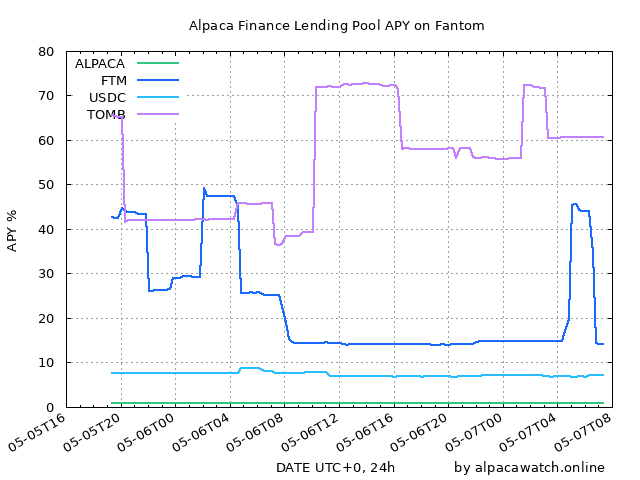 Alpaca Finance Lending Pool APY on Fantom
80
70
60
50
40
30
20
10
0
APY %
ALPACA
FTM
USDC
TOMB
05-05T16
05-05T20
05-06T00
05-06T04
05-06T08
05-06T12
05-06T16
05-06T20
05-07T00
05-07T04
05-07T08
DATE UTC+0, 24h
by alpacawatch.online